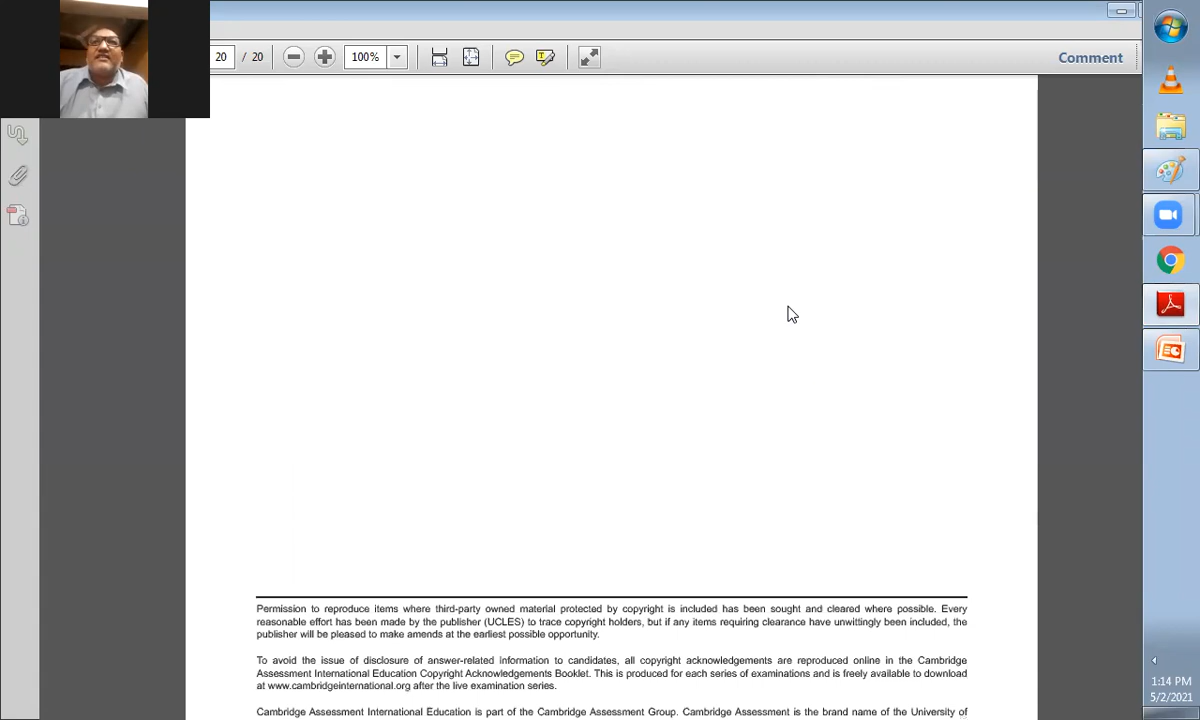 20 / 20 100% Comment
Permission to reproduce items where third-party owned material protected by copyright is included has been sought and cleared where possible. Every
reasonable effort has been made by the publisher (UCLES) to trace copyright holders, but if any items requiring clearance have unwittingly been included, the
publisher will be pleased to make amends at the earliest possible opportunity.
To avoid the issue of disclosure of answer-related information to candidates, all copyright acknowledgements are reproduced online in the Cambridge
Assessment International Education Copyright Acknowledgements Booklet. This is produced for each series of examinations and is freely available to download
at www.cambridgeinternational.org after the live examination series.
Cambridge Assessment International Education is part of the Cambridge Assessment Group. Cambridge Assessment is the brand name of the University of
1:14 PM
5/2/2021